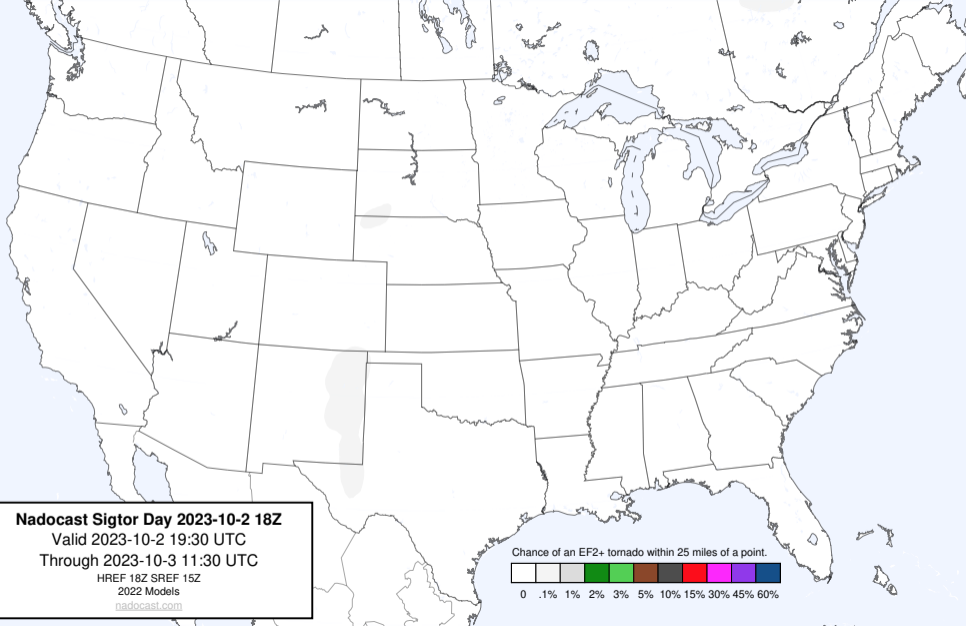 Nadocast Sigtor Day 2023-10-2 18Z
Valid 2023-10-2 19:30 UTC
Through 2023-10-3 11:30 UTC
HREF 18Z SREF 15Z
2022 Models
nadocast.com
Chance of an EF2+ tornado within 25 miles of a point.
0 .1% 1% 2% 3% 5% 10% 15% 30% 45% 60%